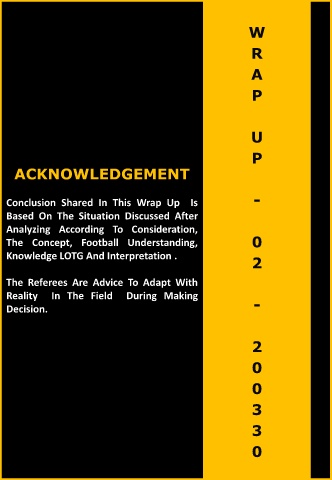 ACKNOWLEDGEMENT
Conclusion Shared In This Wrap Up Is
Based On The Situation Discussed After
Analyzing According To Consideration,
The Concept, Football Understanding,
Knowledge LOTG And Interpretation .
The Referees Are Advice To Adapt With
Reality In The Field During Making
Decision.
W
R
A
P
U
P
-
0
2
-
2
0
0
3
3
0